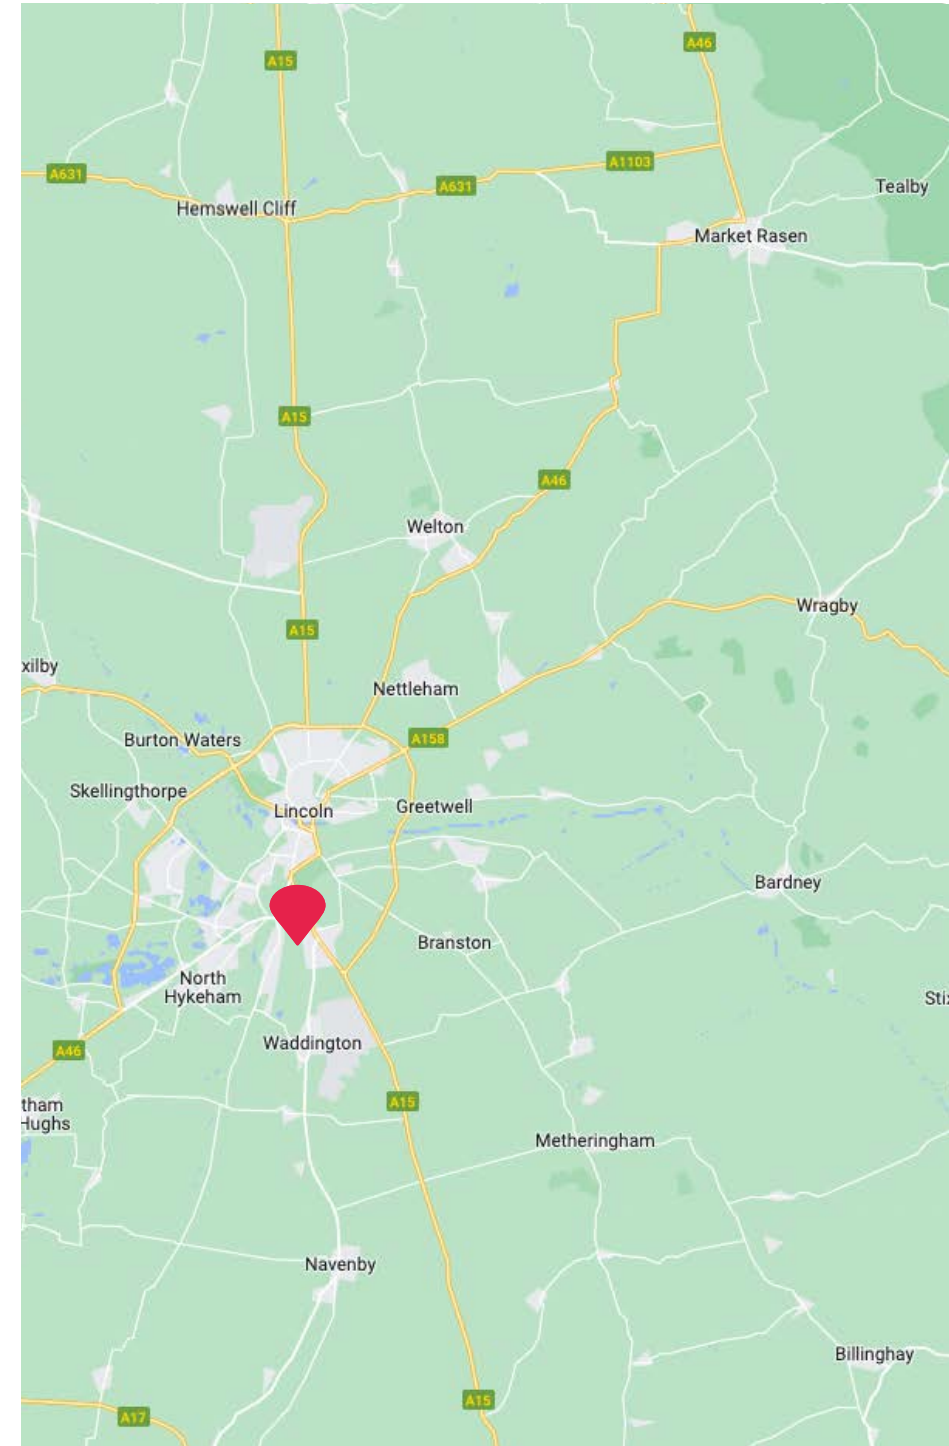 A46
A15
A1103
A631
A631
Tealby
Hemswell Cliff
Market Rasen
A15
A46
Welton
Wragby
A15
xilby
Nettleham
A158
Burton Waters
Skellingthorpe
Greetwell
Lincoln
Bardney
Branston
North
Hykeham
Sti
Waddington
A46
A15
tham
Hughs
Metheringham
Navenby
Billinghay
A15
A17